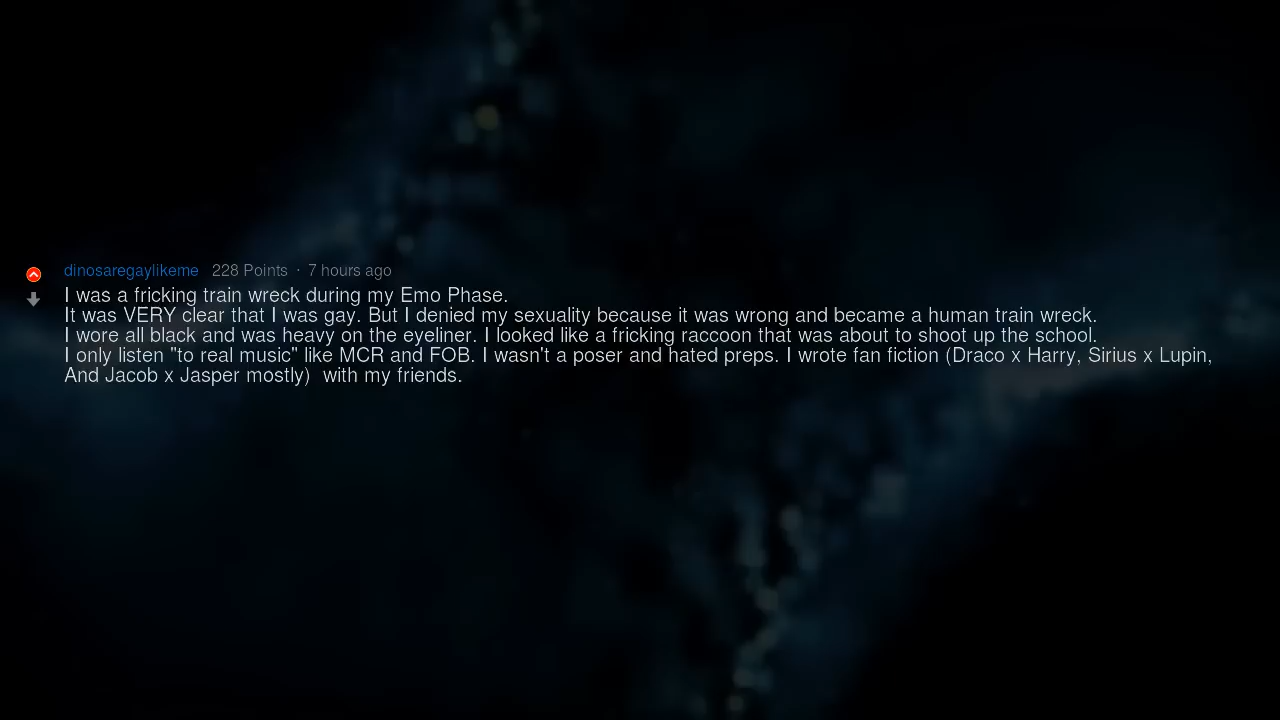 dinosaregaylikeme 228 Points · 7 hours ago
I was a fricking train wreck during my Emo Phase.
It was VERY clear that I was gay. But I denied my sexuality because it was wrong and became a human train wreck.
I wore all black and was heavy on the eyeliner. I looked like a fricking raccoon that was about to shoot up the school.
I only listen "to real music" like MCR and FOB. I wasn't a poser and hated preps. I wrote fan fiction (Draco x Harry, Sirius x Lupin,
And Jacob x Jasper mostly)  with my friends.